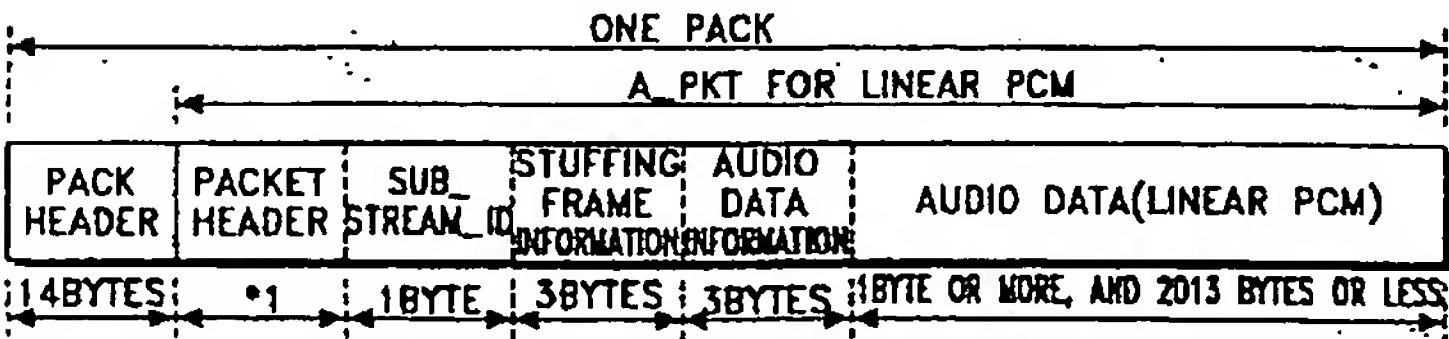 ONE PACK
A_PKT FOR LINEAR PCM
PACK HEADER
PACKET HEADER
SUB_ STREAM_ID
STUFFING FRAME INFORMATION
AUDIO DATA INFORMATION
AUDIO DATA(LINEAR PCM)
14BYTES
*1
1BYTE
3BYTES
3BYTES
1BYTE OR MORE, AND 2013 BYTES OR LESS